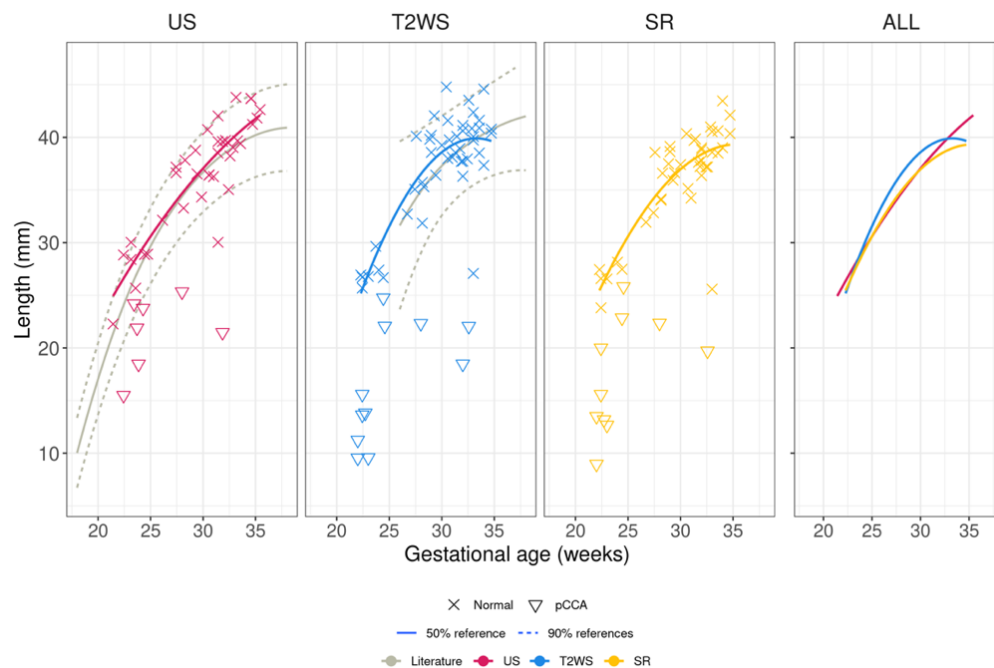 US T2WS SR ALL
Length (mm)
40
30
20
10
20 25 30 35 20 25 30 35 20 25 30 35 20 25 30 35
Gestational age (weeks)
Normal pCCA
50% reference 90% references
Literature US T2WS SR